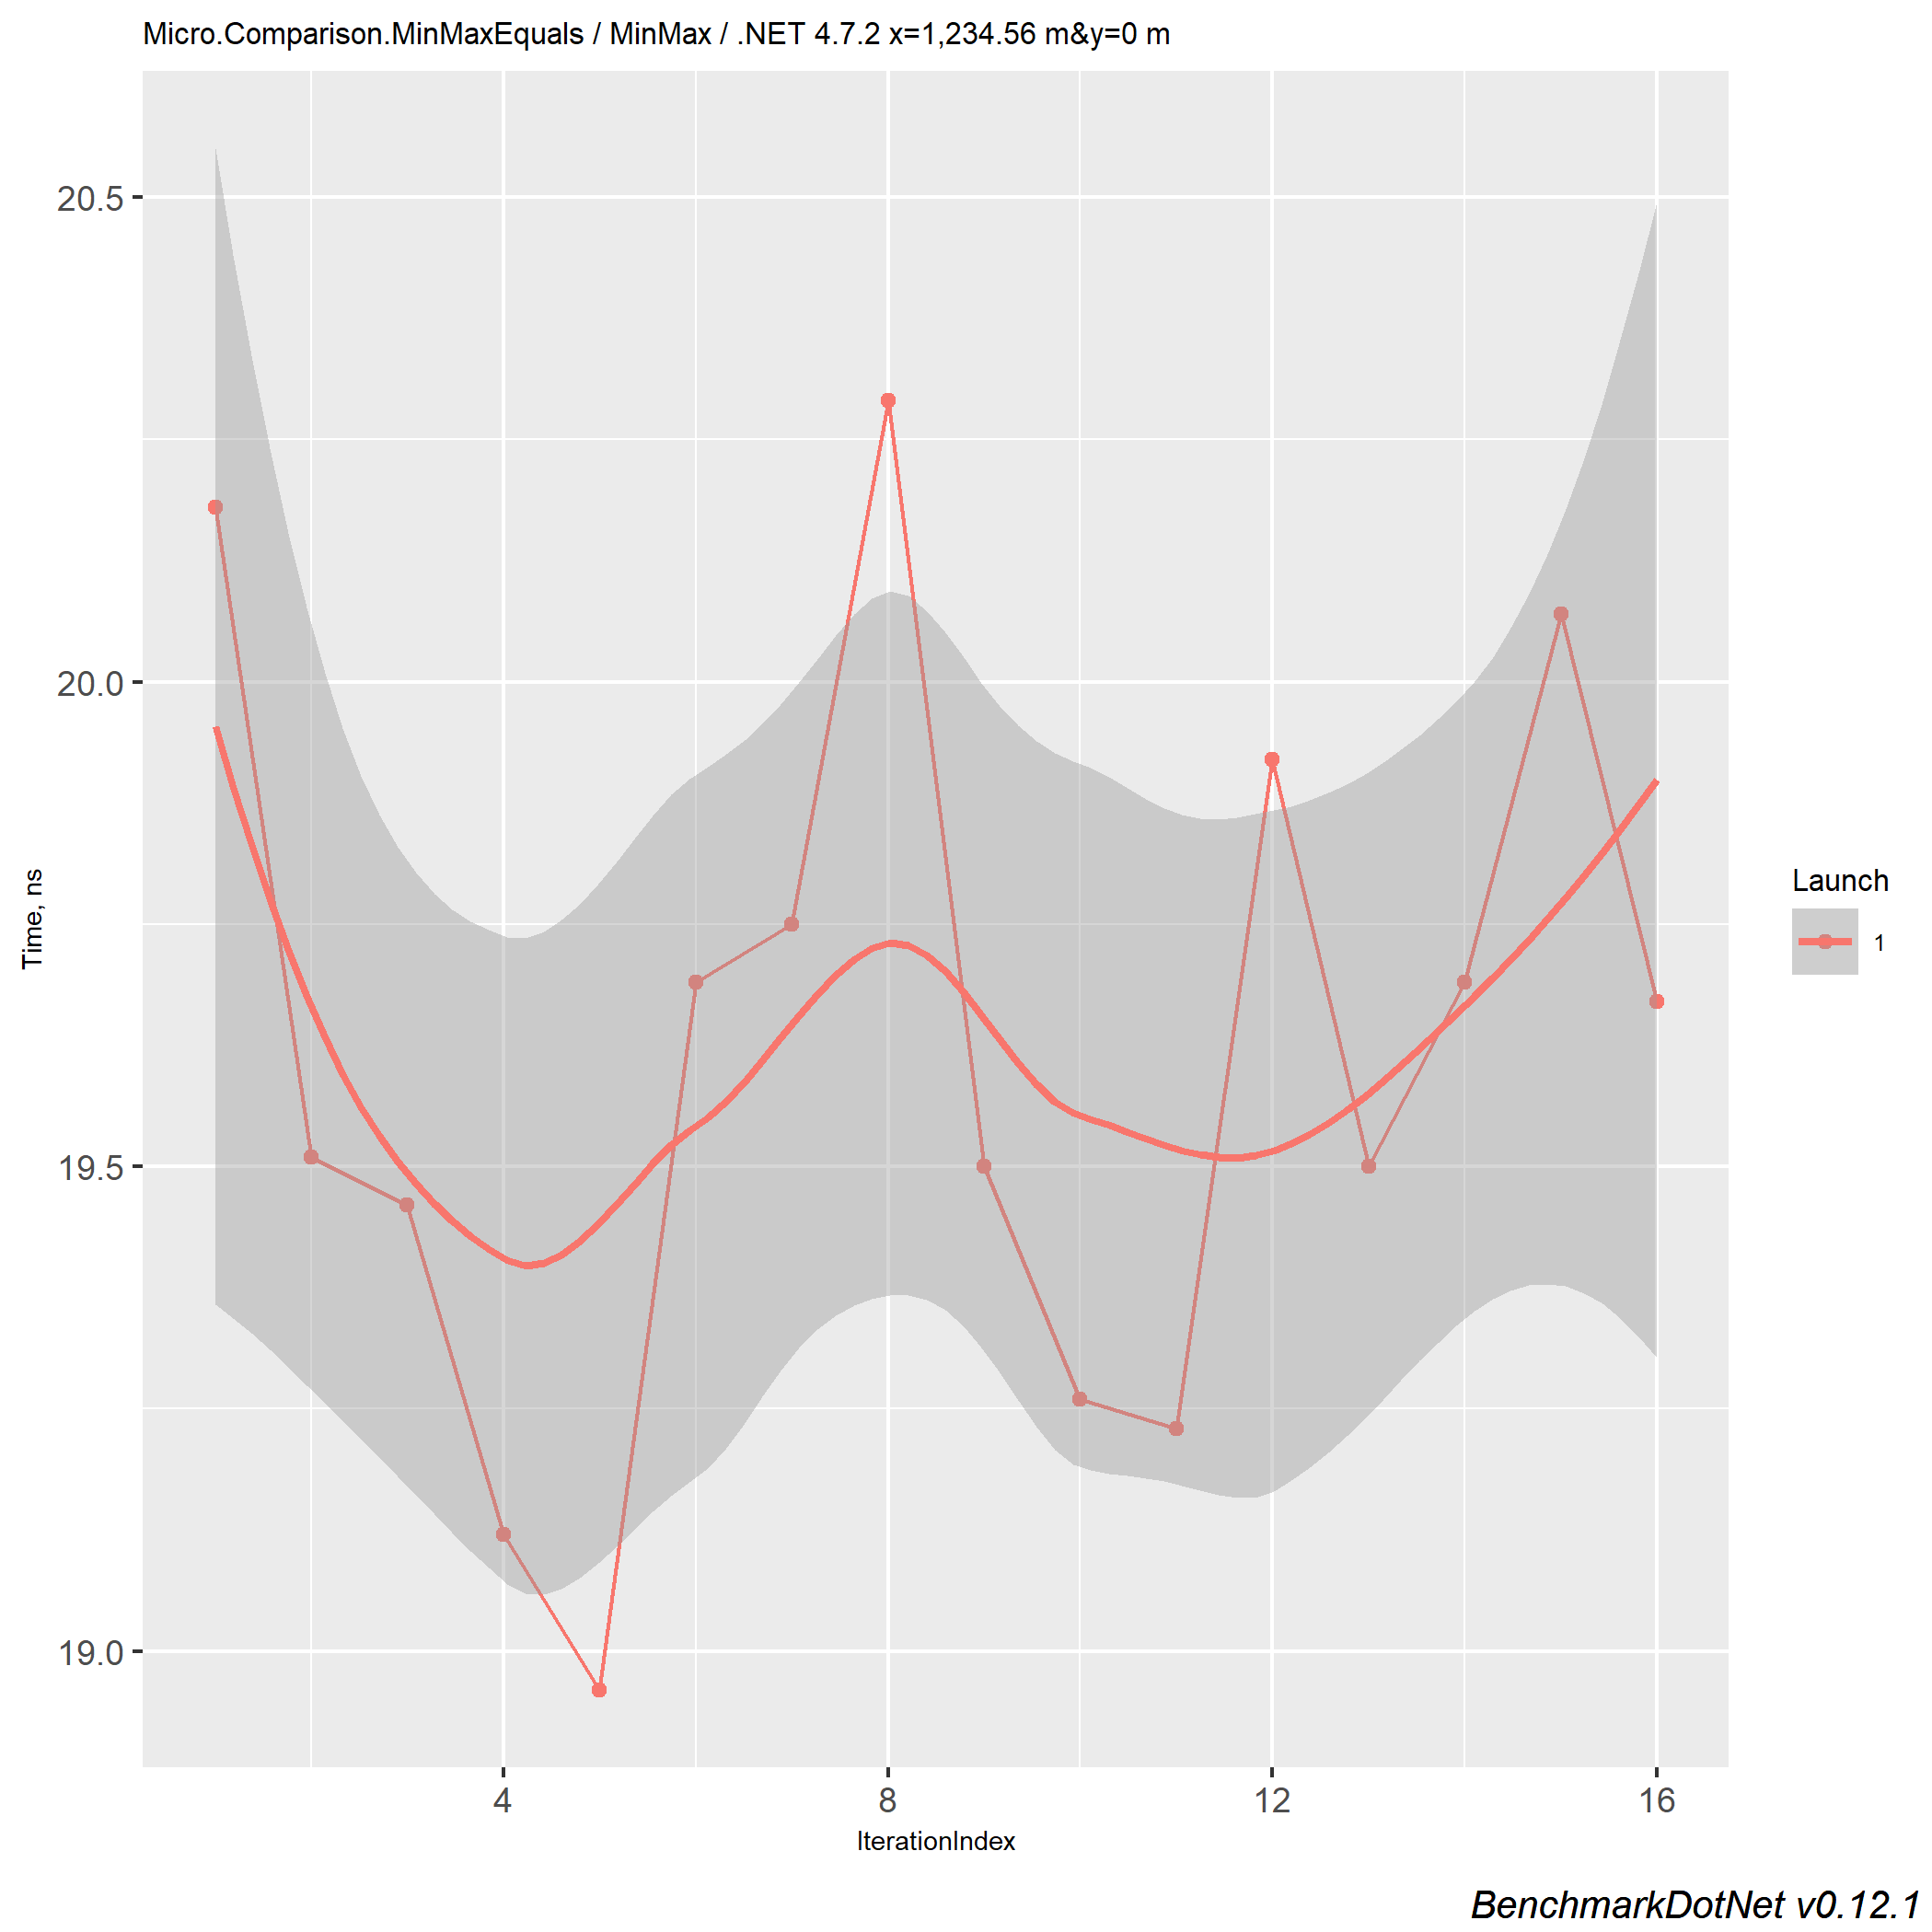 Micro.Comparison.MinMaxEquals / MinMax / .NET 4.7.2 x=1,234.56 m&y=0 m
20.5
20.0
19.5
19.0
Time, ns
4 8 12 16
IterationIndex
Launch
1
BenchmarkDotNet v0.12.1